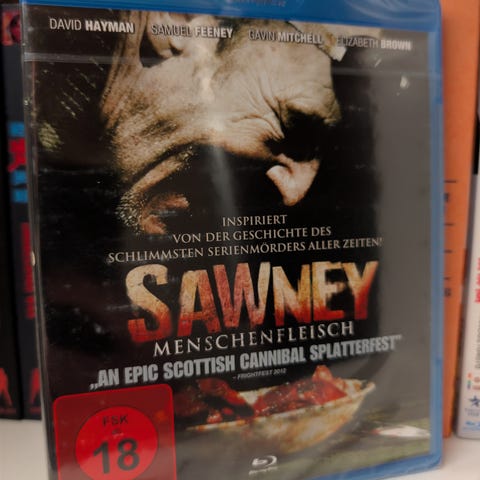 DAVID HAYMAN SAMUEL FEENEY GAVIN MITCHELL ELIZABETH BROWN
INSPIRIERT
VON DER GESCHICHTE DES
SCHLIMMSTEN SERIENMÖRDERS ALLER ZEITEN!
SAWNEY
MENSCHENFLEISCH
„AN EPIC SCOTTISH CANNIBAL SPLATTERFEST"
– FRIGHTFEST 2012
FSK
18